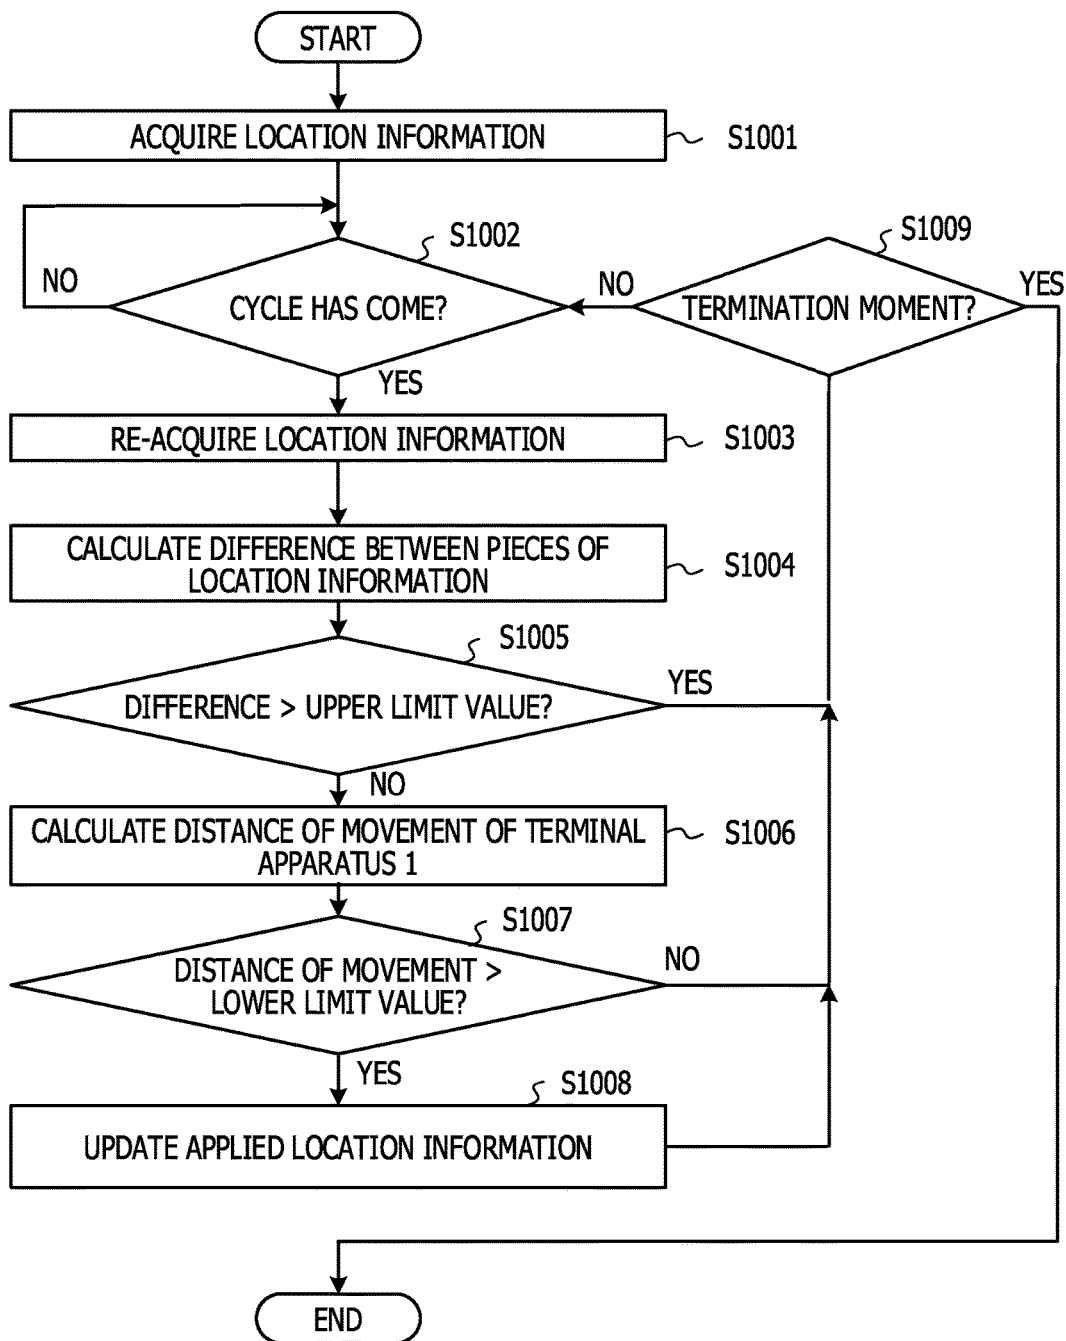 START
ACQUIRE LOCATION INFORMATION
S1001
S1002
S1009
NO
CYCLE HAS COME?
NO
TERMINATION MOMENT?
YES
YES
RE-ACQUIRE LOCATION INFORMATION
S1003
CALCULATE DIFFERENCE BETWEEN PIECES OF
LOCATION INFORMATION
S1004
S1005
DIFFERENCE > UPPER LIMIT VALUE?
YES
NO
CALCULATE DISTANCE OF MOVEMENT OF TERMINAL
APPARATUS 1
S1006
S1007
DISTANCE OF MOVEMENT >
LOWER LIMIT VALUE?
NO
YES
S1008
UPDATE APPLIED LOCATION INFORMATION
END